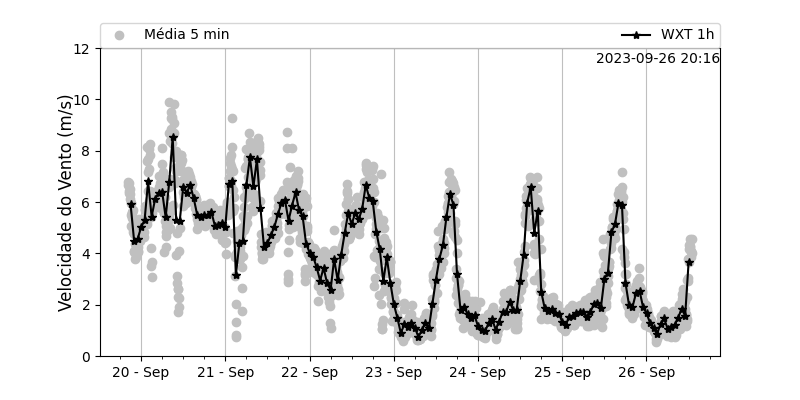 Média 5 min
WXT 1h
2023-09-26 20:16
Velocidade do Vento (m/s)
12
10
8
6
4
2
0
20 - Sep
21 - Sep
22 - Sep
23 - Sep
24 - Sep
25 - Sep
26 - Sep